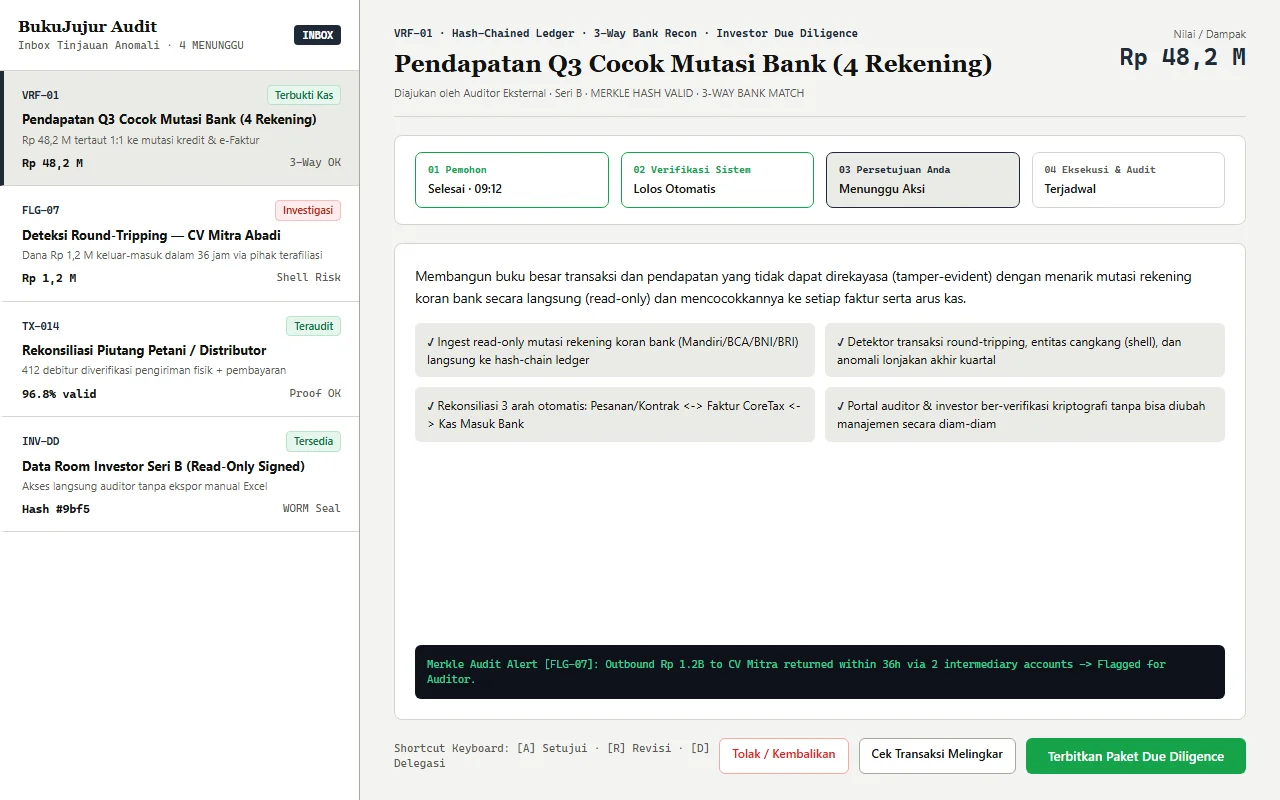 BukuJujur Audit
Inbox Tinjauan Anomali · 4 MENUNGGU
INBOX
VRF-01
Terbukti Kas
Pendapatan Q3 Cocok Mutasi Bank (4 Rekening)
Rp 48,2 M tertaut 1:1 ke mutasi kredit & e-Faktur
Rp 48,2 M
3-Way OK
FLG-07
Investigasi
Deteksi Round-Tripping — CV Mitra Abadi
Dana Rp 1,2 M keluar-masuk dalam 36 jam via pihak terafiliasi
Rp 1,2 M
Shell Risk
TX-014
Teraudit
Rekonsiliasi Piutang Petani / Distributor
412 debitur diverifikasi pengiriman fisik + pembayaran
96.8% valid
Proof OK
INV-DD
Tersedia
Data Room Investor Seri B (Read-Only Signed)
Akses langsung auditor tanpa ekspor manual Excel
Hash #9bf5
WORM Seal
VRF-01 · Hash-Chained Ledger · 3-Way Bank Recon · Investor Due Diligence
Pendapatan Q3 Cocok Mutasi Bank (4 Rekening)
Diajukan oleh Auditor Eksternal · Seri B · MERKLE HASH VALID · 3-WAY BANK MATCH
Nilai / Dampak
Rp 48,2 M
01 Pemohon
Selesai · 09:12
02 Verifikasi Sistem
Lolos Otomatis
03 Persetujuan Anda
Menunggu Aksi
04 Eksekusi & Audit
Terjadwal
Membangun buku besar transaksi dan pendapatan yang tidak dapat direkayasa (tamper-evident) dengan menarik mutasi rekening
koran bank secara langsung (read-only) dan mencocokkannya ke setiap faktur serta arus kas.
✓ Ingest read-only mutasi rekening koran bank (Mandiri/BCA/BNI/BRI)
langsung ke hash-chain ledger
✓ Detektor transaksi round-tripping, entitas cangkang (shell), dan
anomali lonjakan akhir kuartal
✓ Rekonsiliasi 3 arah otomatis: Pesanan/Kontrak <-> Faktur CoreTax <-
> Kas Masuk Bank
✓ Portal auditor & investor ber-verifikasi kriptografi tanpa bisa diubah
manajemen secara diam-diam
Merkle Audit Alert [FLG-07]: Outbound Rp 1.2B to CV Mitra returned within 36h via 2 intermediary accounts -> Flagged for
Auditor.
Shortcut Keyboard: [A] Setujui · [R] Revisi · [D]
Delegasi
Tolak / Kembalikan
Cek Transaksi Melingkar
Terbitkan Paket Due Diligence